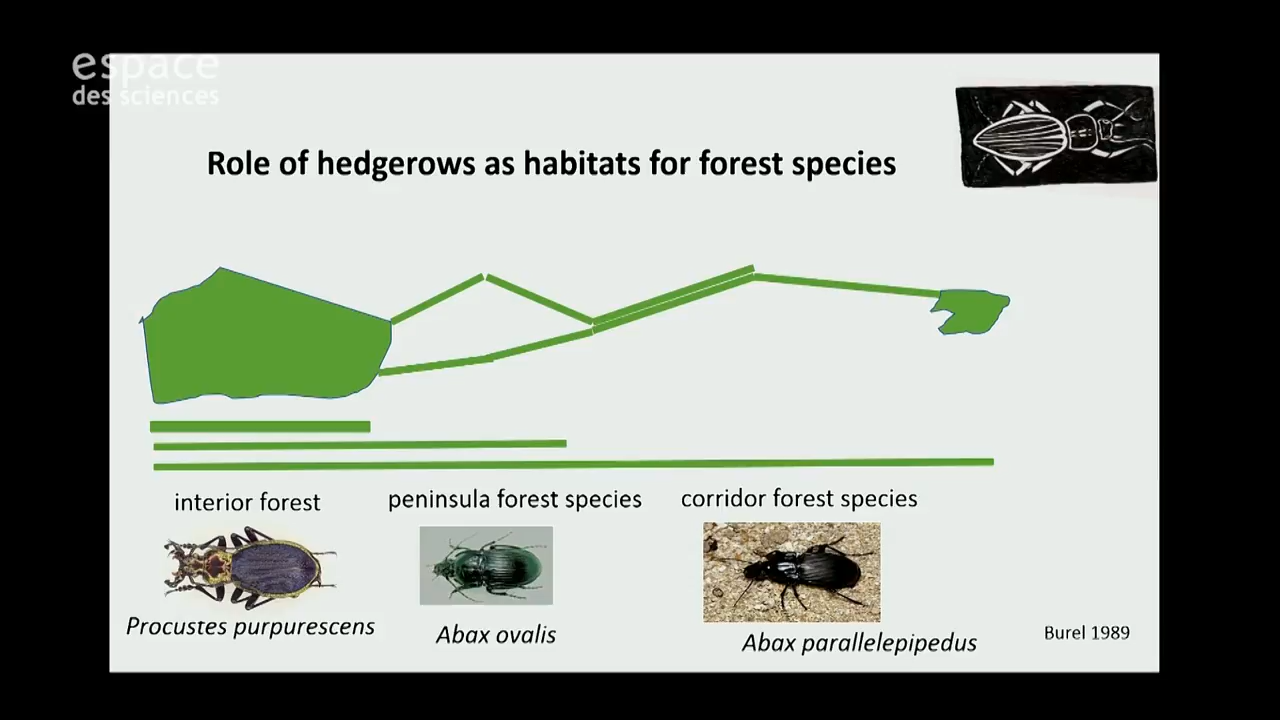 espace
des sciences
Role of hedgerows as habitats for forest species
interior forest
peninsula forest species
corridor forest species
Procustes purpurescens
Abax ovalis
Abax parallelepipedus
Burel 1989